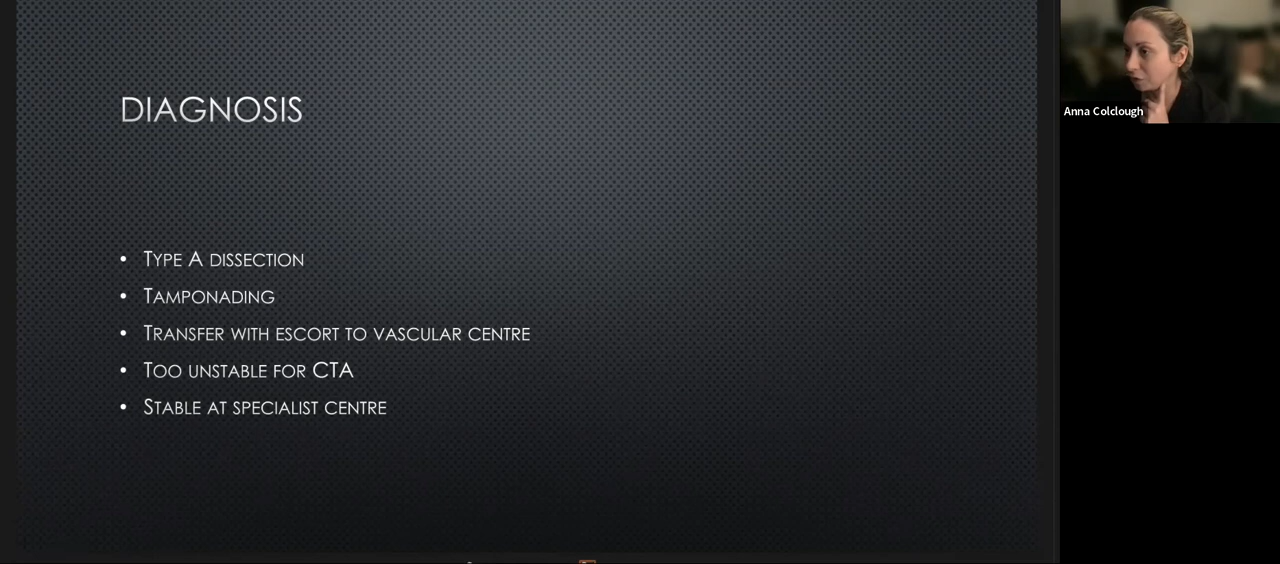 DIAGNOSIS
• TYPE A DISSECTION
• TAMPONADING
• TRANSFER WITH ESCORT TO VASCULAR CENTRE
• TOO UNSTABLE FOR CTA
• STABLE AT SPECIALIST CENTRE
Anna Colclough